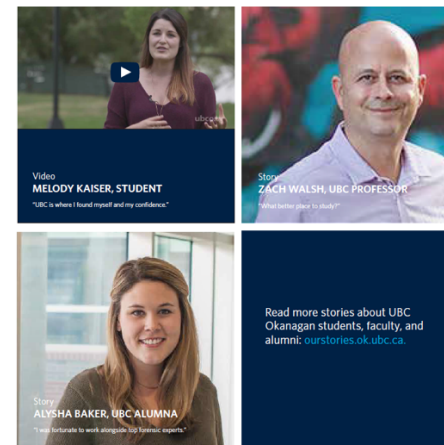 ubco
Video
MELODY KAISER, STUDENT
"UBC is where I found myself and my confidence."
Story
ZACH WALSH, UBC PROFESSOR
"What better place to study?"
Story
ALYSHA BAKER, UBC ALUMNA
"I was fortunate to work alongside top forensic experts."
Read more stories about UBC
Okanagan students, faculty, and
alumni: ourstories.ok.ubc.ca.